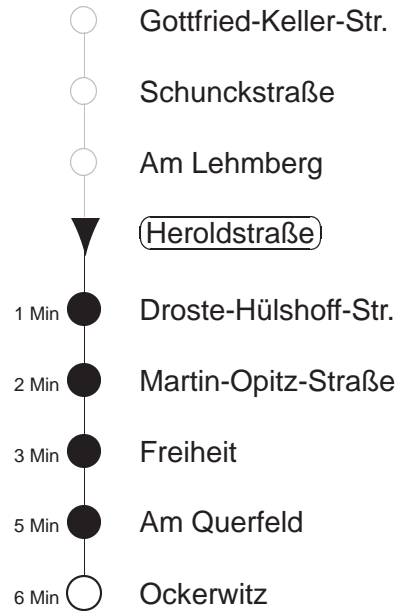 Gottfried-Keller-Str.
Schunckstraße
Am Lehmberg
Heroldstraße
1 Min Droste-Hülshoff-Str.
2 Min Martin-Opitz-Straße
3 Min Freiheit
5 Min Am Querfeld
6 Min Ockerwitz